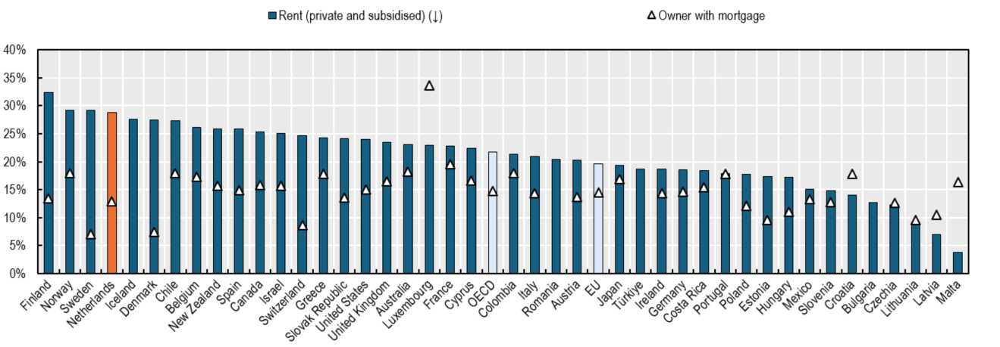 Rent (private and subsidised) (↓)
Owner with mortgage
40%
35%
30%
25%
20%
15%
10%
5%
0%
Finland
Norway
Sweden
Netherlands
Iceland
Denmark
Chile
Belgium
New Zealand
Spain
Canada
Israel
Switzerland
Greece
Slovak Republic
United States
United Kingdom
Australia
Luxembourg
France
Cyprus
OECD
Colombia
Italy
Romania
Austria
EU
Japan
Türkiye
Ireland
Germany
Costa Rica
Portugal
Poland
Estonia
Hungary
Mexico
Slovenia
Croatia
Bulgaria
Czechia
Lithuania
Latvia
Malta